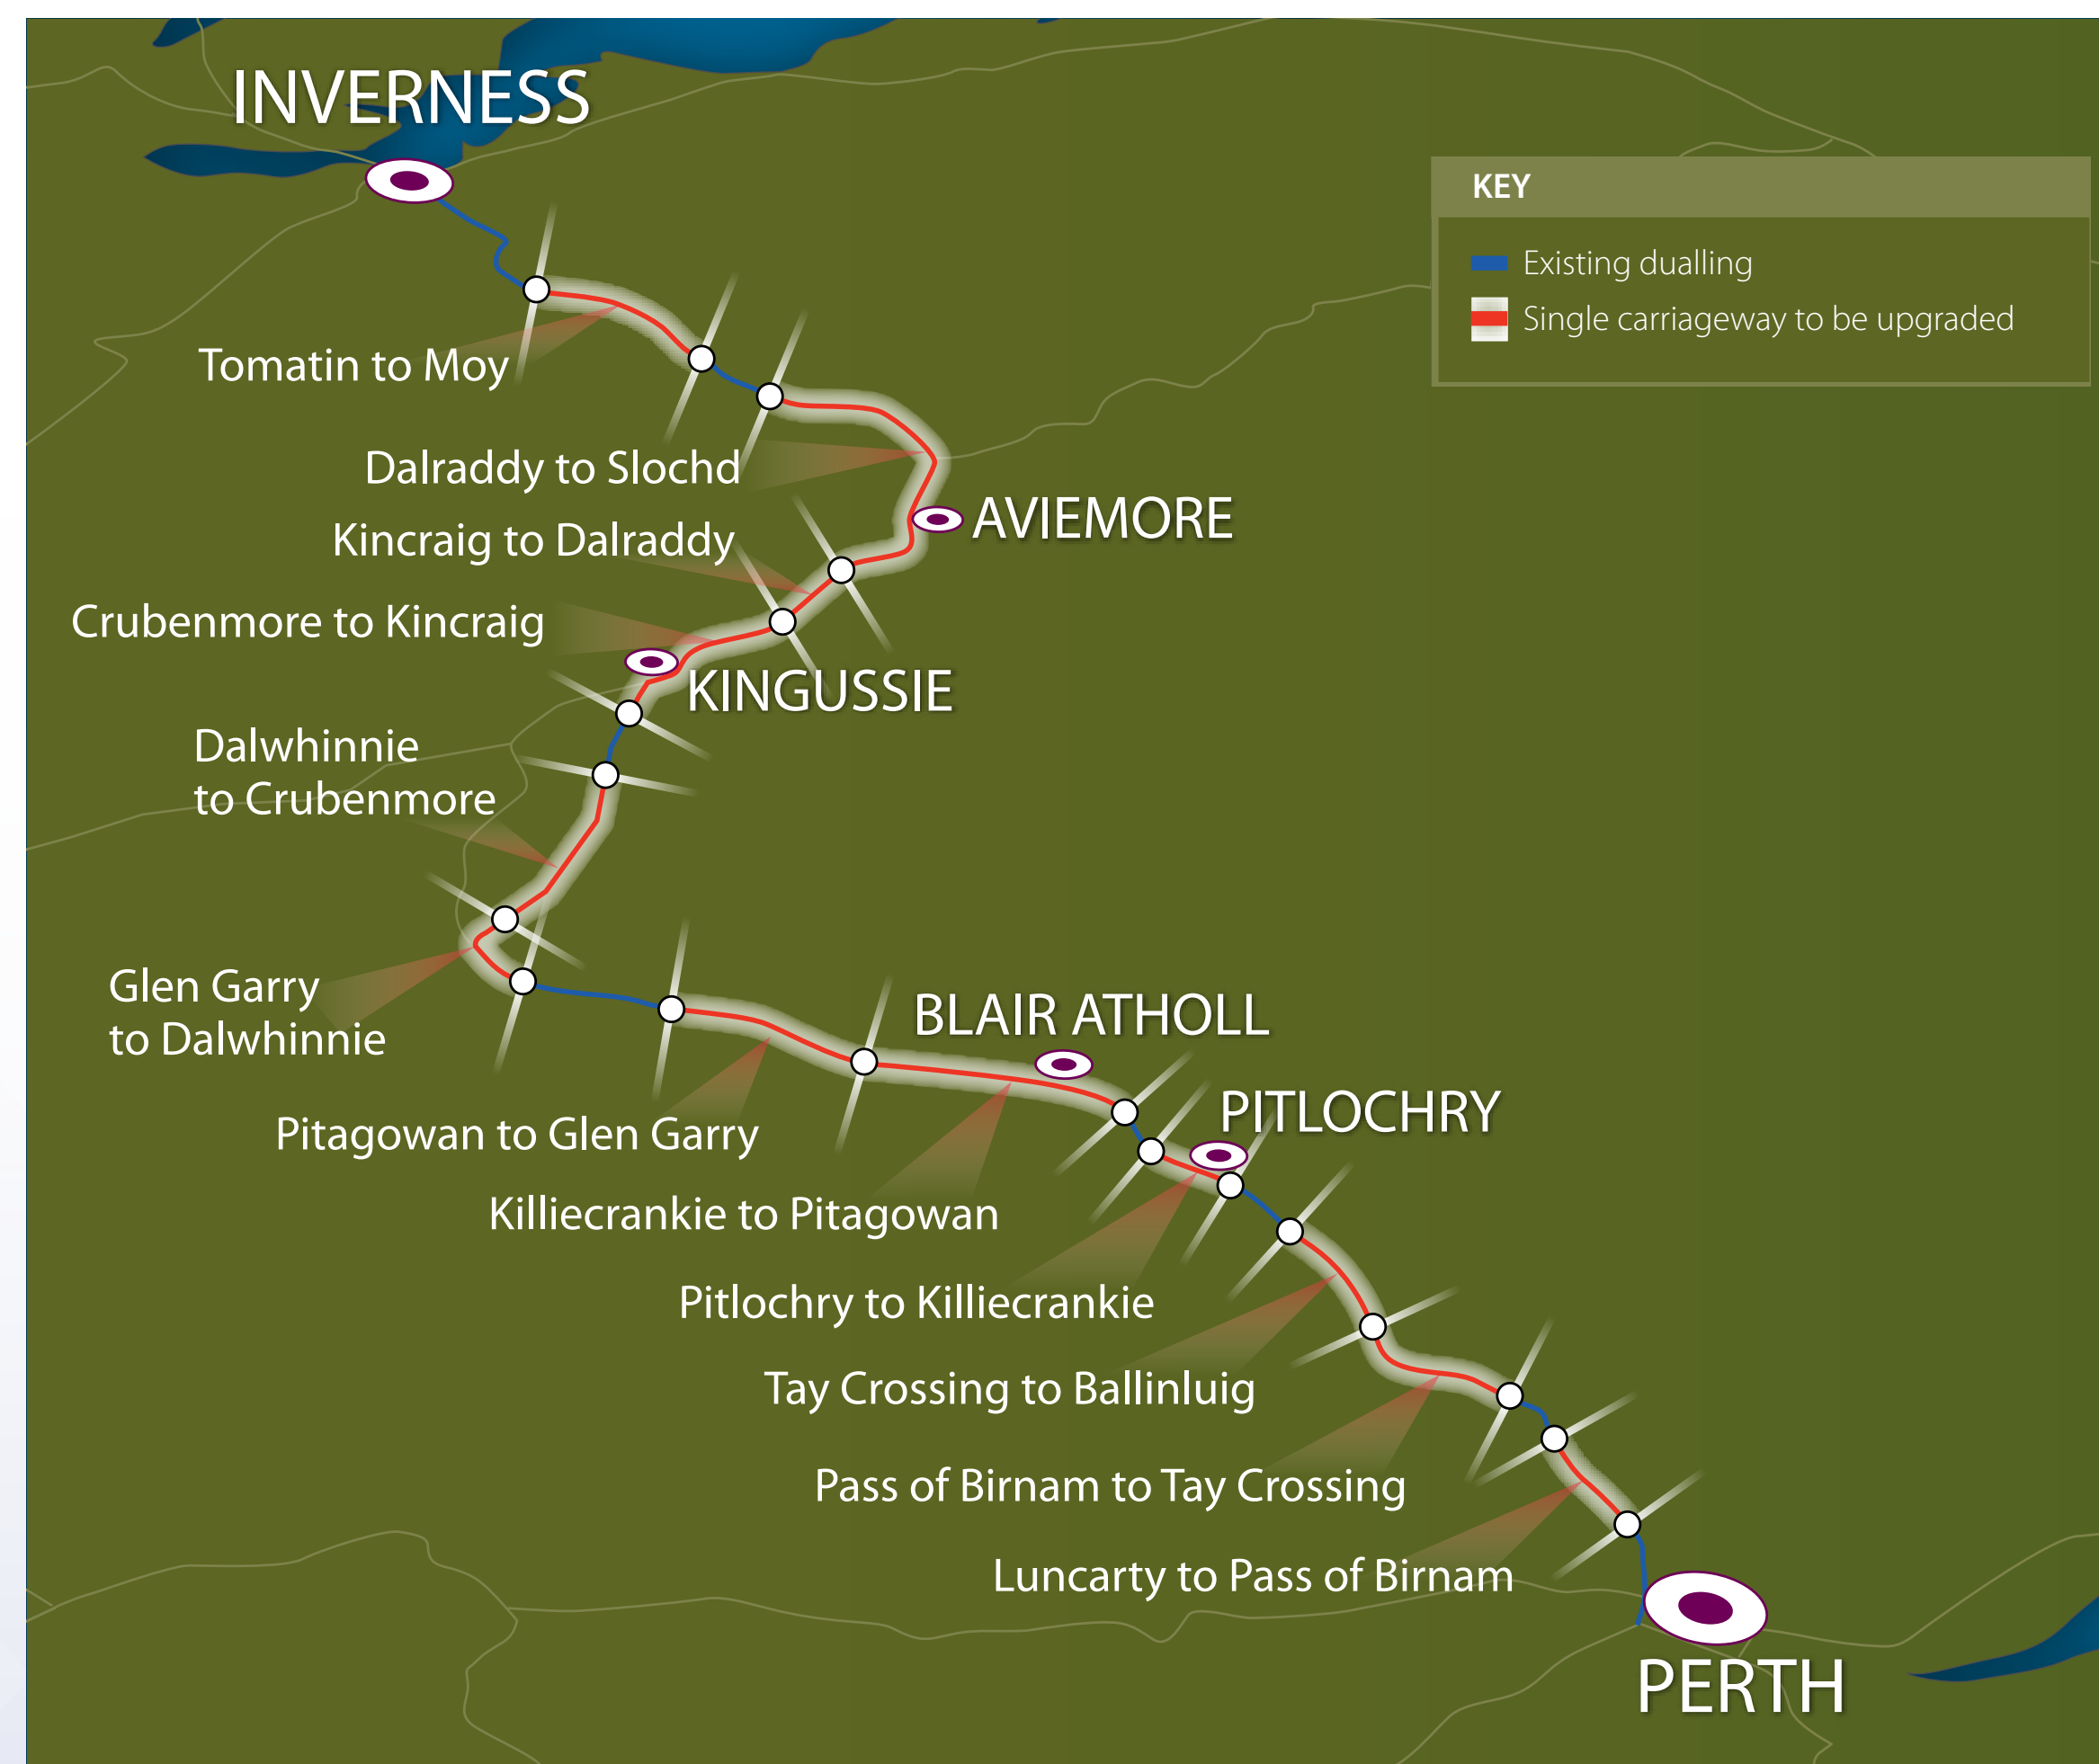 INVERNESS
KEY
Existing dualling
Single carriageway to be upgraded
Tomatin to Moy
Dalraddy to Slochd
AVIEMORE
Kincraig to Dalraddy
Crubenmore to Kincraig
KINGUSSIE
Dalwhinnie
to Crubenmore
Glen Garry
to Dalwhinnie
BLAIR ATHOLL
PITLOCHRY
Pitagowan to Glen Garry
Killiecrankie to Pitagowan
Pitlochry to Killiecrankie
Tay Crossing to Ballinluig
Pass of Birnam to Tay Crossing
Luncarty to Pass of Birnam
PERTH